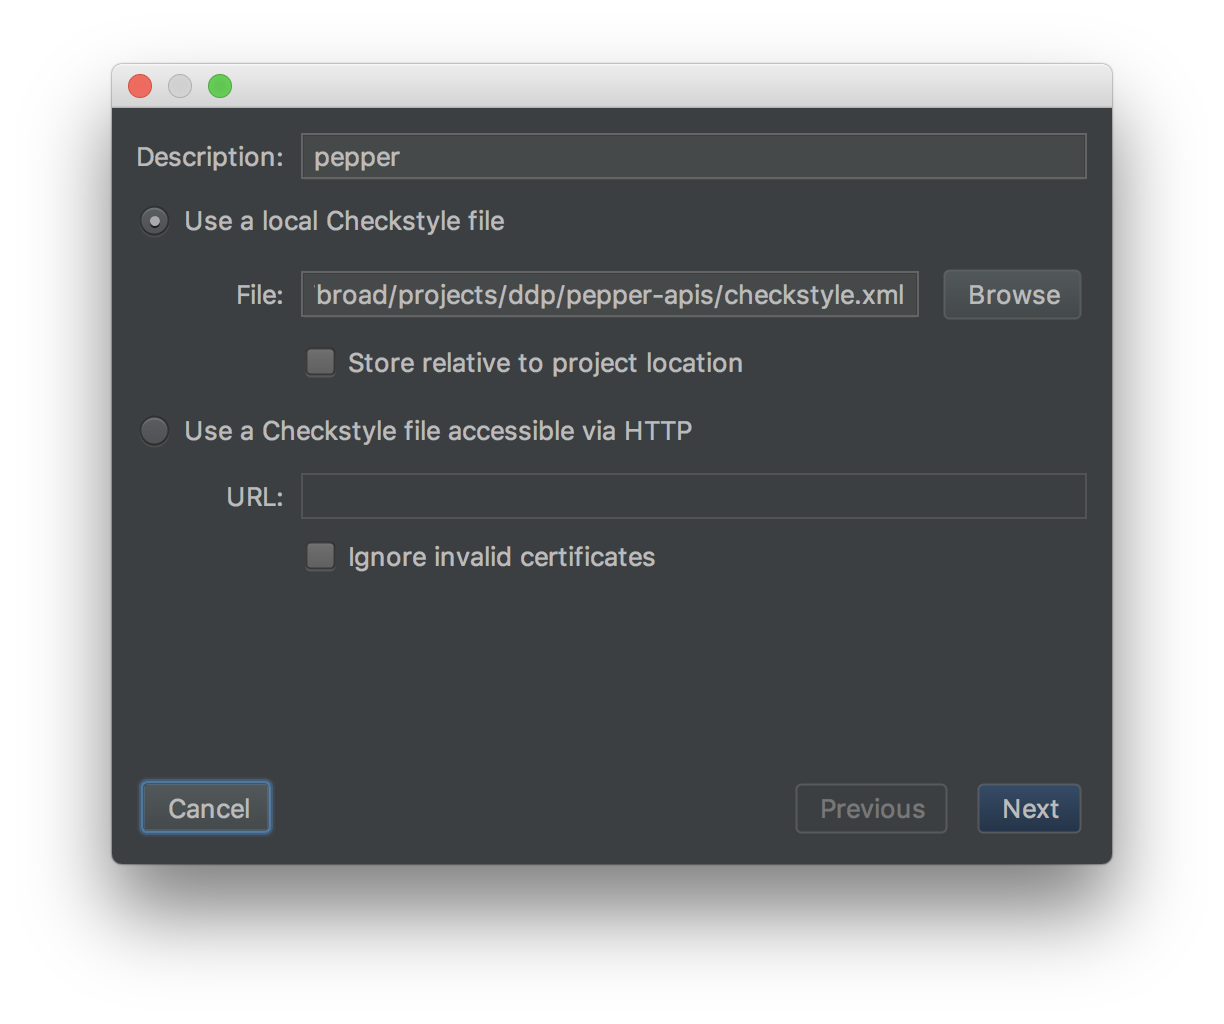 Description: pepper
Use a local Checkstyle file
File: broad/projects/ddp/pepper-apis/checkstyle.xml Browse
Store relative to project location
Use a Checkstyle file accessible via HTTP
URL:
Ignore invalid certificates
Cancel Previous Next